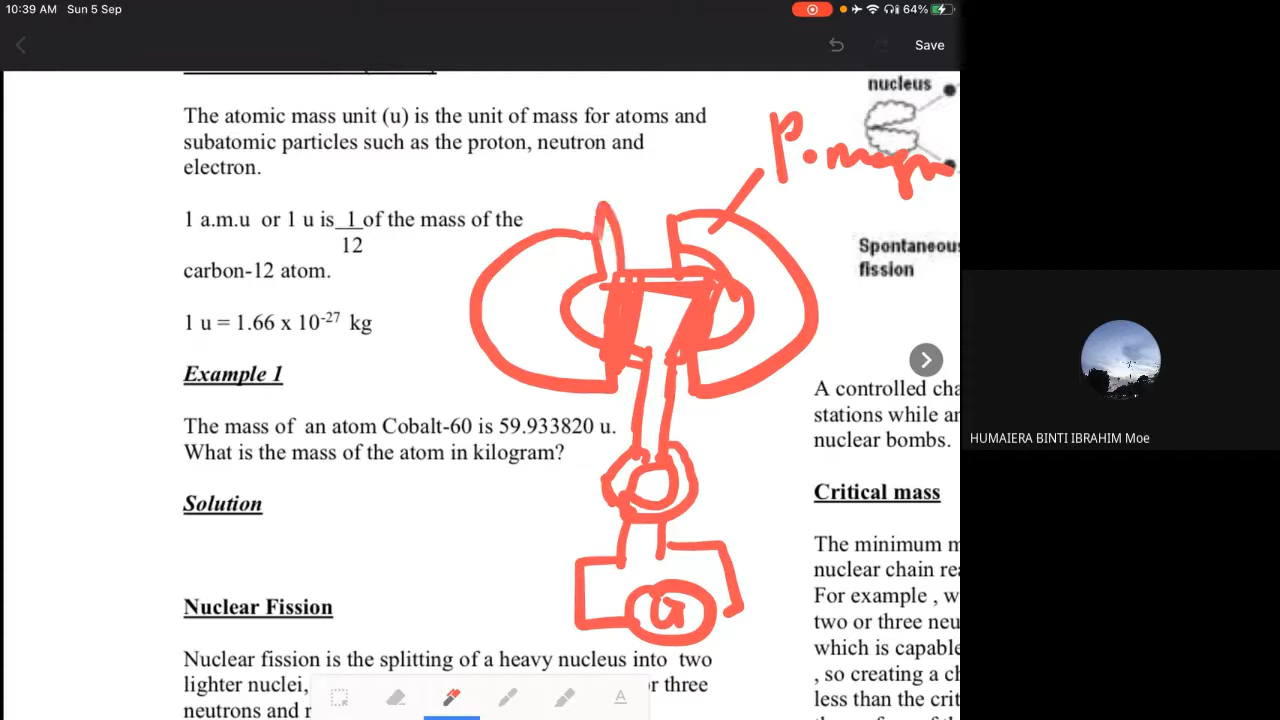 10:39 AM Sun 5 Sep
64%
Save
The atomic mass unit (u) is the unit of mass for atoms and
subatomic particles such as the proton, neutron and
electron.
1 a.m.u or 1 u is 1 of the mass of the
12
carbon-12 atom.
1 u = 1.66 x 10⁻²⁷ kg
Example 1
The mass of an atom Cobalt-60 is 59.933820 u.
What is the mass of the atom in kilogram?
Solution
Nuclear Fission
Nuclear fission is the splitting of a heavy nucleus into two
lighter nuclei, r three
neutrons and r
P. magn
G
nucleus
Spontaneous
fission
A controlled cha
stations while an
nuclear bombs.
Critical mass
The minimum m
nuclear chain rea
For example , w
two or three neu
which is capable
, so creating a ch
less than the crit
HUMAIERA BINTI IBRAHIM Moe
A